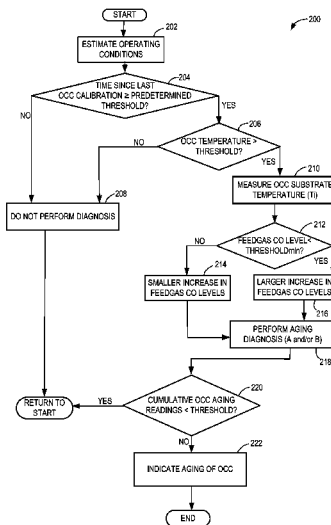 START
200
202
ESTIMATE OPERATING
CONDITIONS
204
TIME SINCE LAST
OCC CALIBRATION ≥ PREDETERMINED
THRESHOLD?
NO
YES
206
OCC TEMPERATURE >
THRESHOLD?
NO
YES
208
DO NOT PERFORM DIAGNOSIS
210
MEASURE OCC SUBSTRATE
TEMPERATURE (Ti)
212
FEEDGAS CO LEVEL<
THRESHOLDmin?
NO
YES
214
SMALLER INCREASE IN
FEEDGAS CO LEVELS
LARGER INCREASE IN
FEEDGAS CO LEVELS
216
PERFORM AGING
DIAGNOSIS (A and/or B)
218
220
CUMULATIVE OCC AGING
READINGS < THRESHOLD?
YES
RETURN TO
START
NO
222
INDICATE AGING OF OCC
END